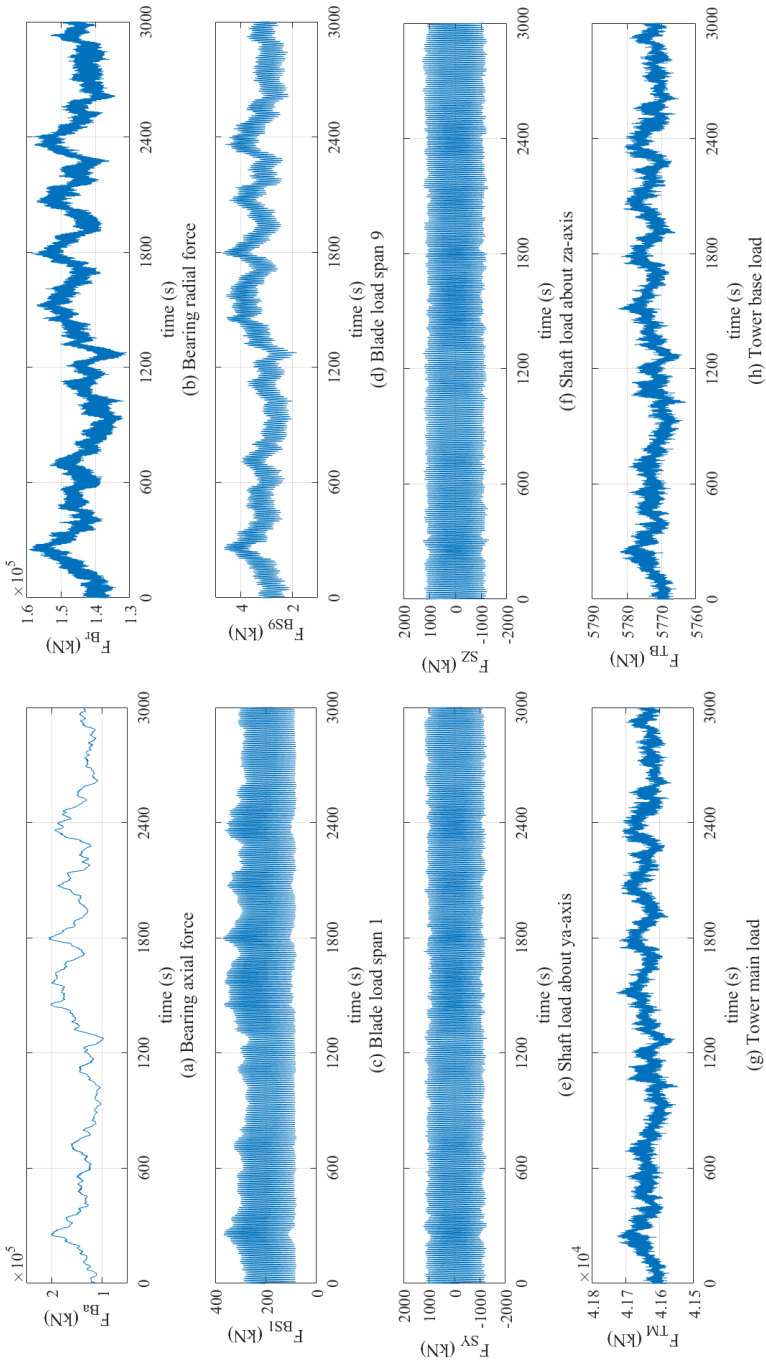 ×10⁵
F_Ba (kN)
2
1
0 600 1200 1800 2400 3000
time (s)
(a) Bearing axial force
×10⁵
F_Br (kN)
1.6
1.5
1.4
1.3
0 600 1200 1800 2400 3000
time (s)
(b) Bearing radial force
F_BS1 (kN)
400
200
0
0 600 1200 1800 2400 3000
time (s)
(c) Blade load span 1
F_BS9 (kN)
4
2
0 600 1200 1800 2400 3000
time (s)
(d) Blade load span 9
F_SY (kN)
2000
1000
0
-1000
-2000
0 600 1200 1800 2400 3000
time (s)
(e) Shaft load about ya-axis
F_SZ (kN)
2000
1000
0
-1000
-2000
0 600 1200 1800 2400 3000
time (s)
(f) Shaft load about za-axis
×10⁴
F_TM (kN)
4.18
4.17
4.16
4.15
0 600 1200 1800 2400 3000
time (s)
(g) Tower main load
F_TB (kN)
5790
5780
5770
5760
0 600 1200 1800 2400 3000
time (s)
(h) Tower base load